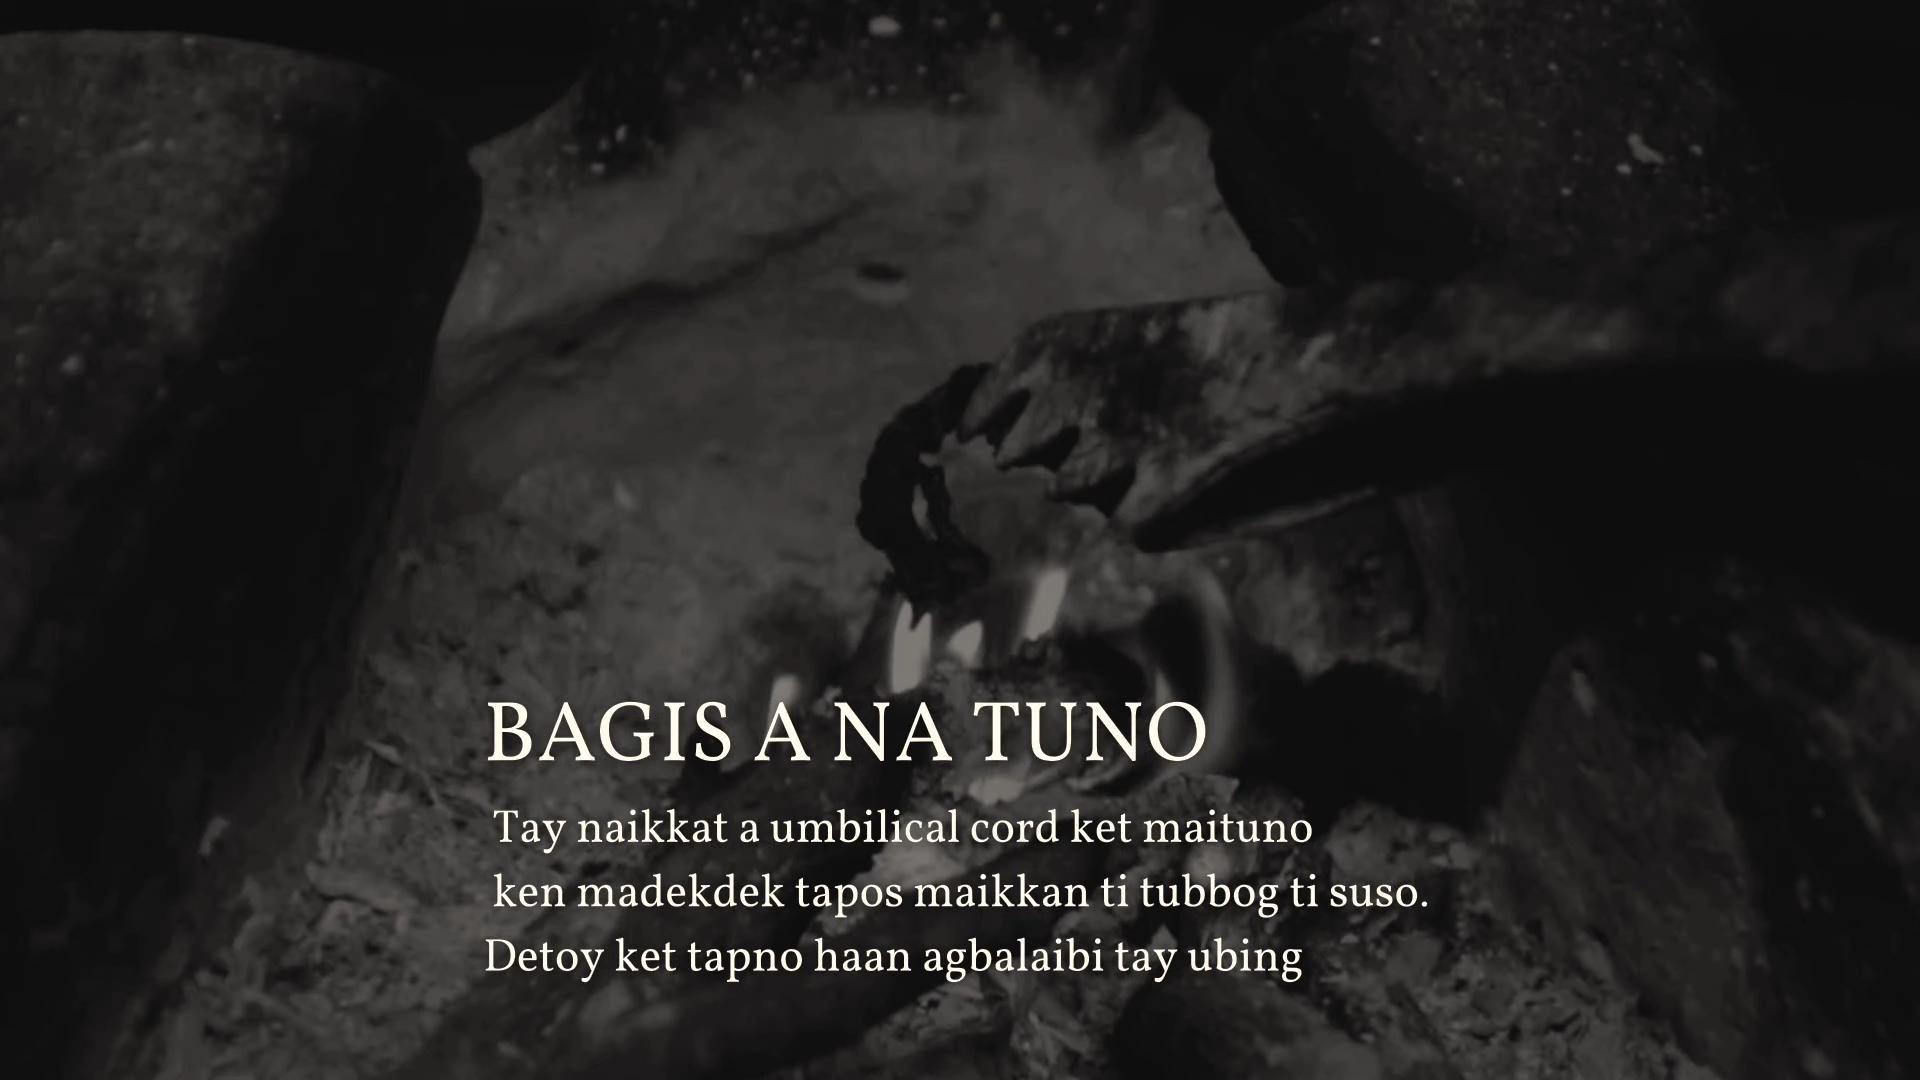 BAGIS A NA TUNO
Tay naikkat a umbilical cord ket maituno
ken madekdek tapos maikkan ti tubbog ti suso.
Detoy ket tapno haan agbalaibi tay ubing